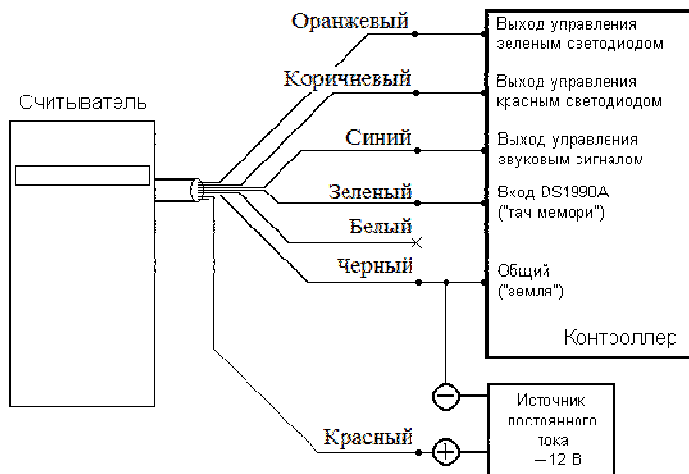 Оранжевый
Выход управления
зеленым светодиодом
Коричневый
Выход управления
красным светодиодом
Считыватель
Синий
Выход управления
звуковым сигналом
Зеленый
Вход DS1990A
("тач мемори")
Белый
Черный
Общий
("земля")
Контроллер
Источник
постоянного
тока
–12 В
Красный